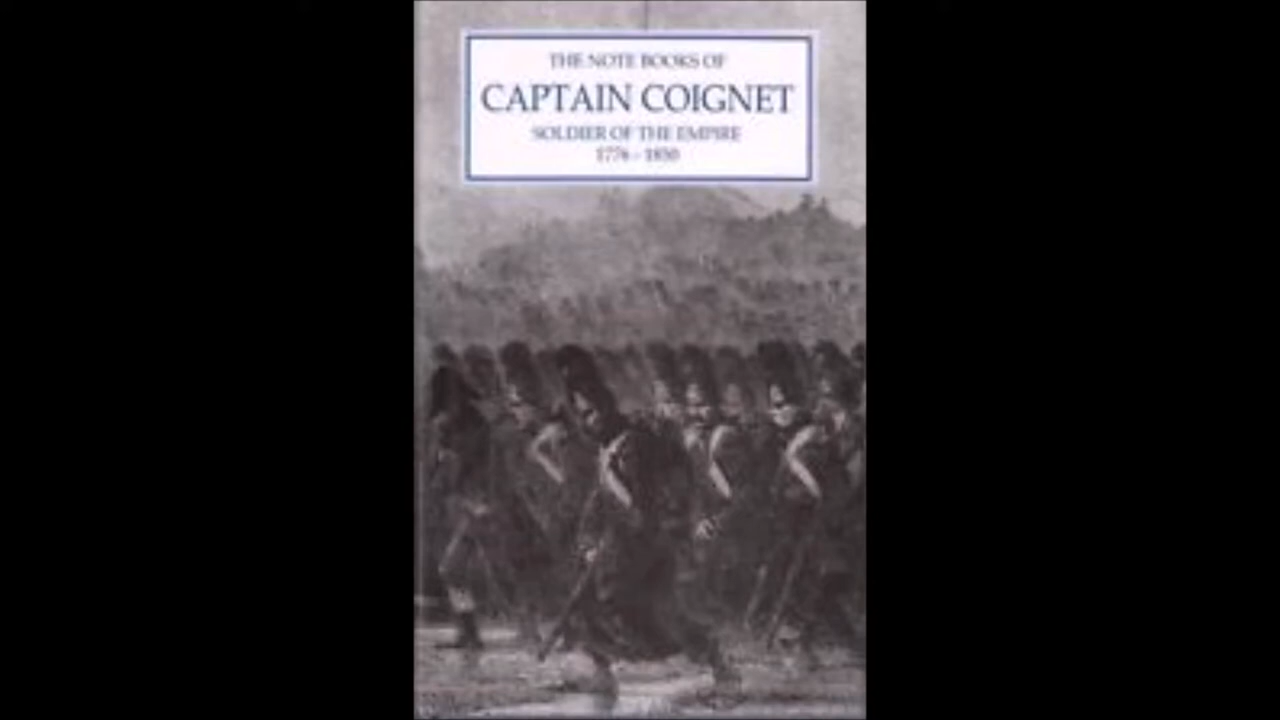 THE NOTE BOOKS OF
CAPTAIN COIGNET
SOLDIER OF THE EMPIRE
1776 - 1850